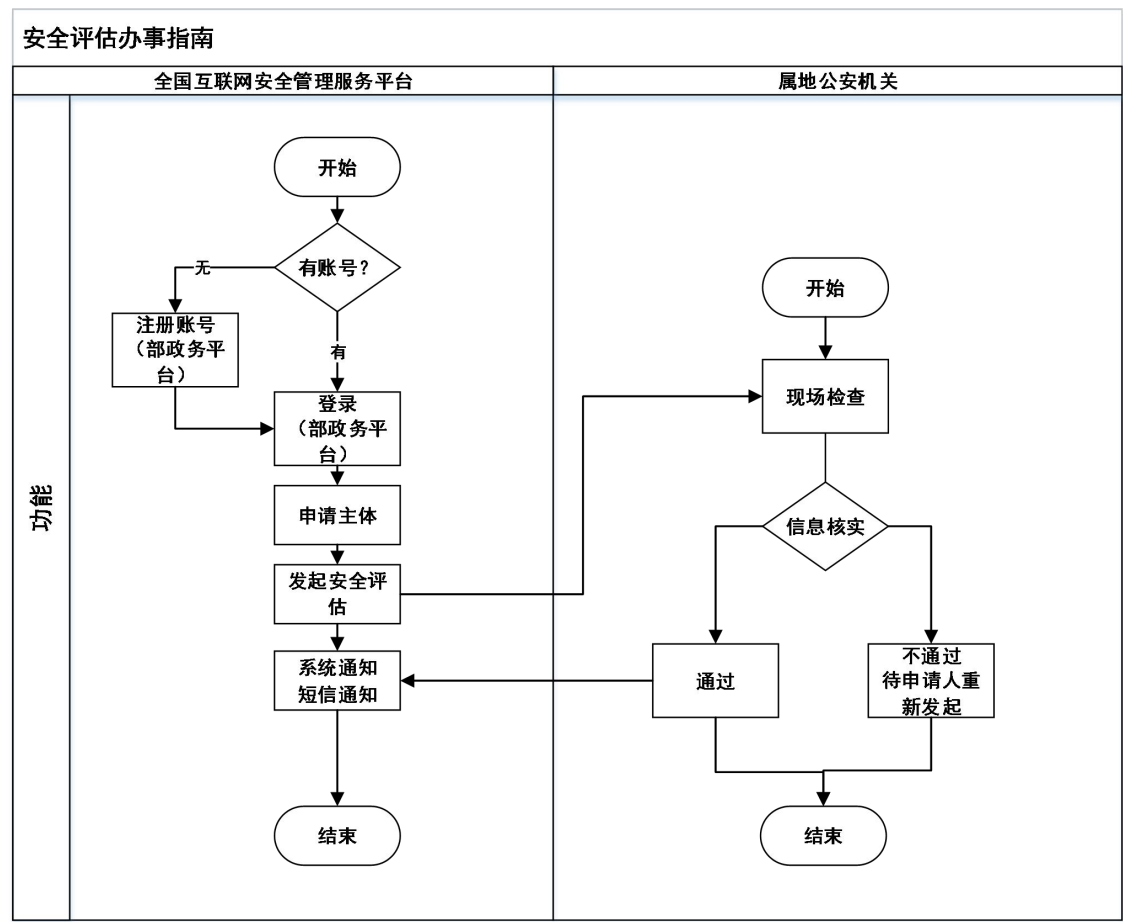 安全评估办事指南
全国互联网安全管理服务平台
属地公安机关
功能
开始
有账号?
无
注册账号
（部政务平
台）
有
登录
（部政务平
台）
申请主体
发起安全评
估
系统通知
短信通知
结束
开始
现场检查
信息核实
通过
不通过
待申请人重
新发起
结束